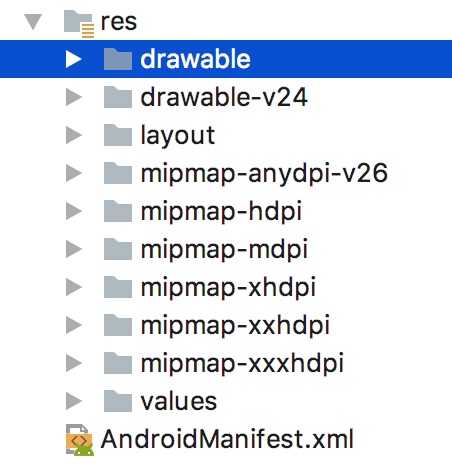 res
drawable
drawable-v24
layout
mipmap-anydpi-v26
mipmap-hdpi
mipmap-mdpi
mipmap-xhdpi
mipmap-xxhdpi
mipmap-xxxhdpi
values
AndroidManifest.xml